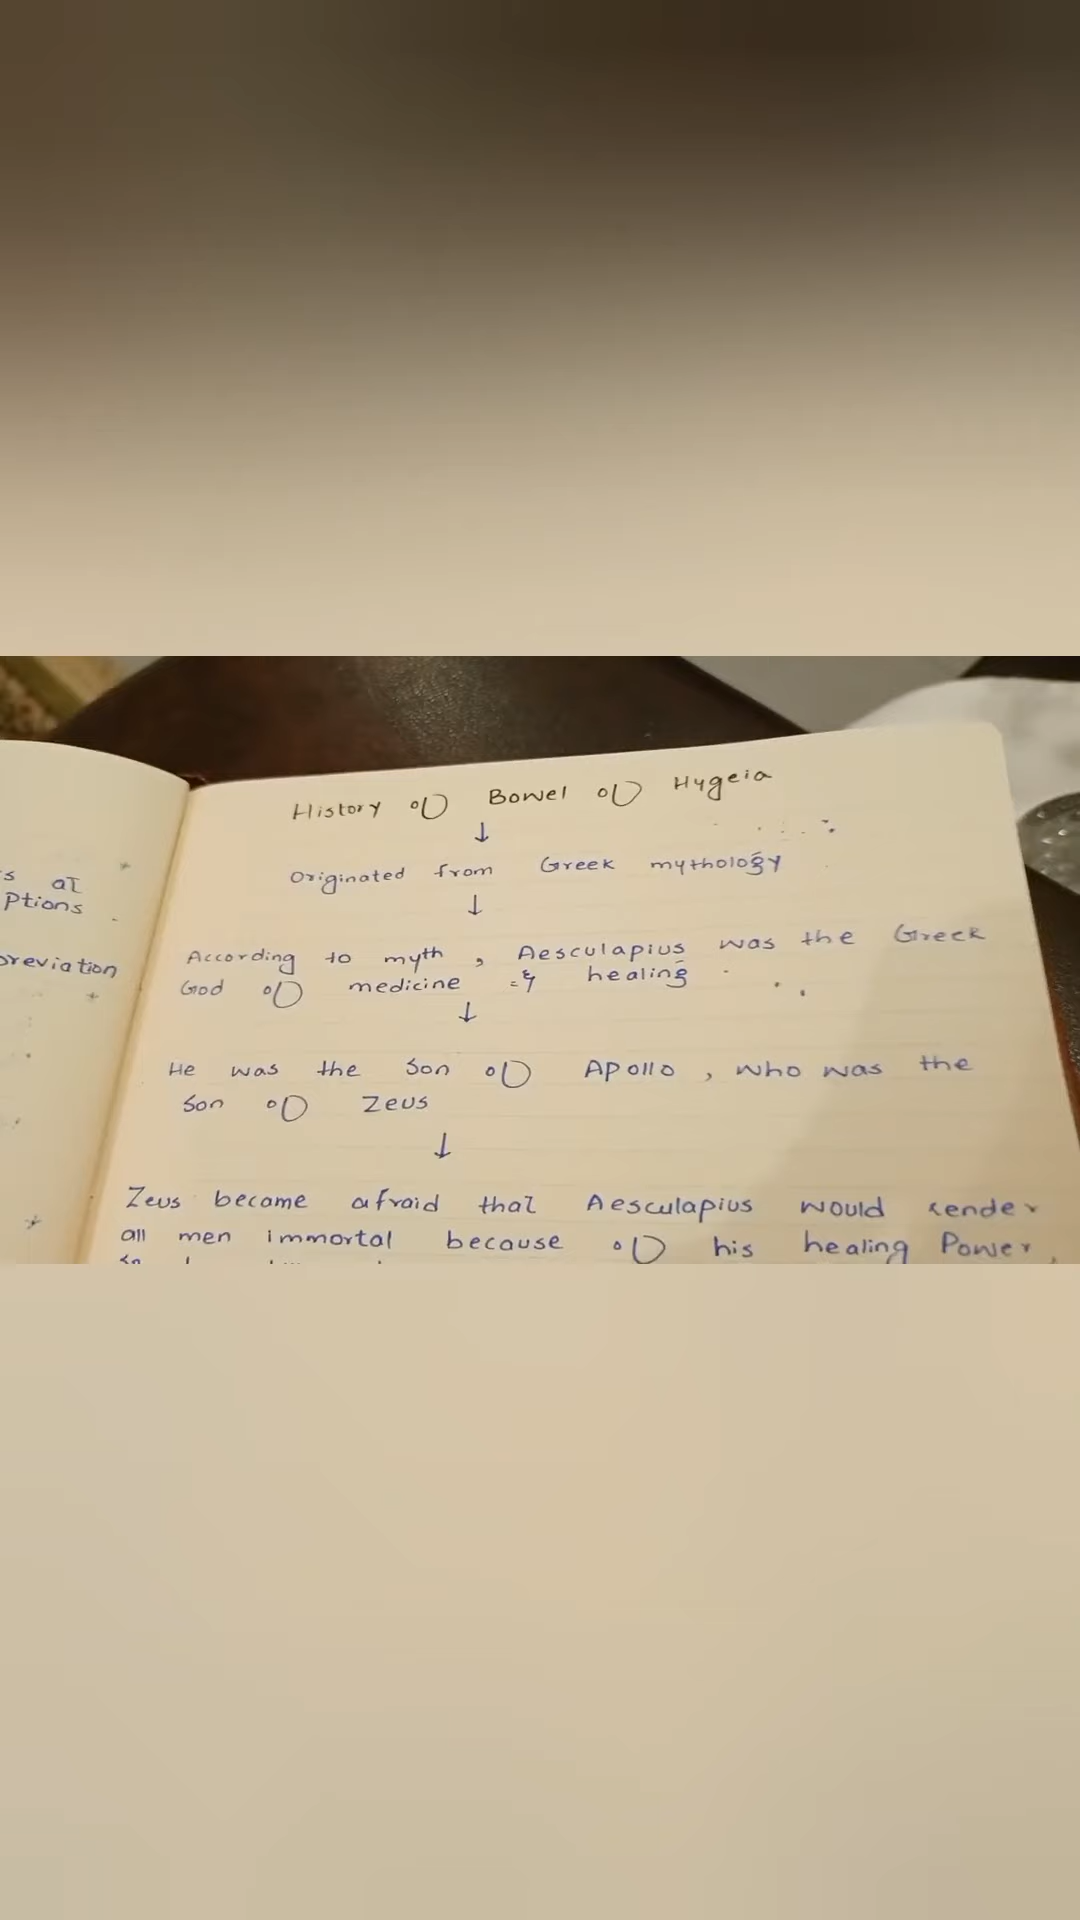 s at
ptions
breviation
History of Bowel of Hygeia
↓
Originated from Greek mythology
↓
According to myth, Aesculapius was the Greek
God of medicine & healing
↓
He was the son of Apollo, who was the
son of Zeus
↓
Zeus became afraid that Aesculapius would render
all men immortal because of his healing Power,